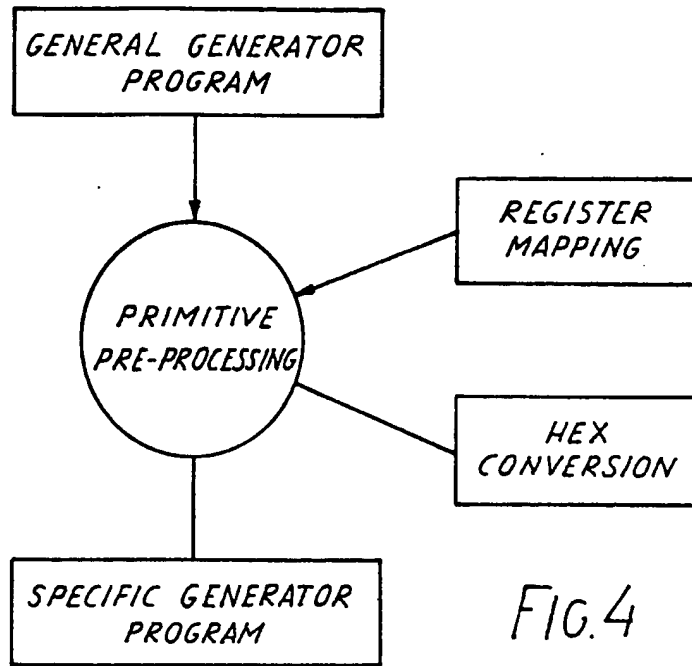 GENERAL GENERATOR
PROGRAM
REGISTER
MAPPING
PRIMITIVE
PRE-PROCESSING
HEX
CONVERSION
SPECIFIC GENERATOR
PROGRAM
FIG.4